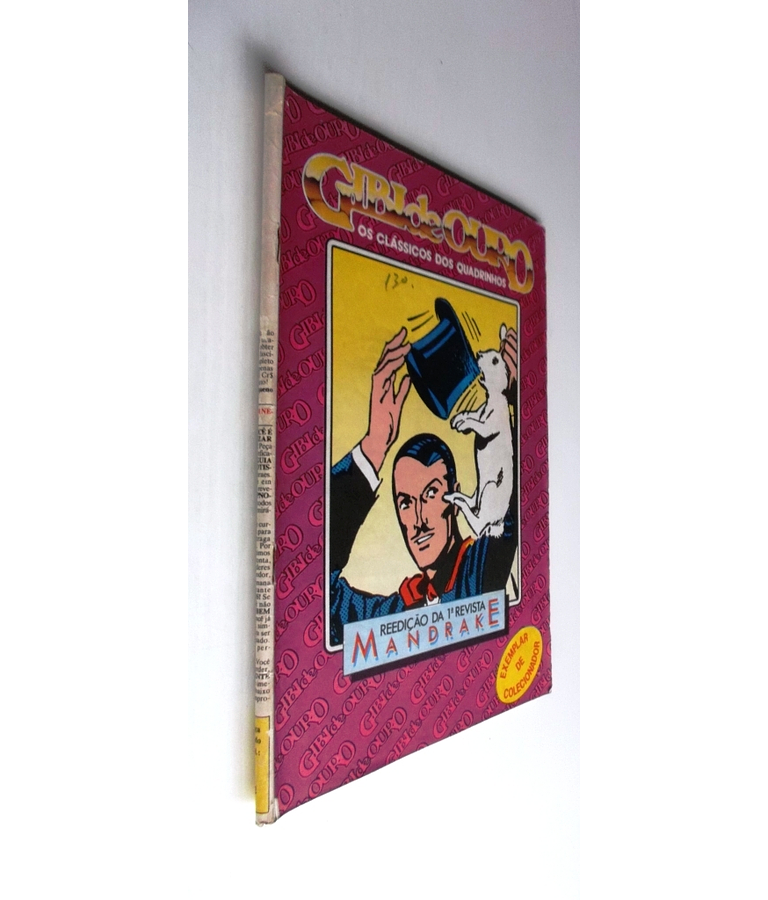 GIBI de OURO
OS CLÁSSICOS DOS QUADRINHOS
130.
REEDIÇÃO DA 1ª REVISTA
MANDRAKE
EXEMPLAR
DE
COLECIONADOR